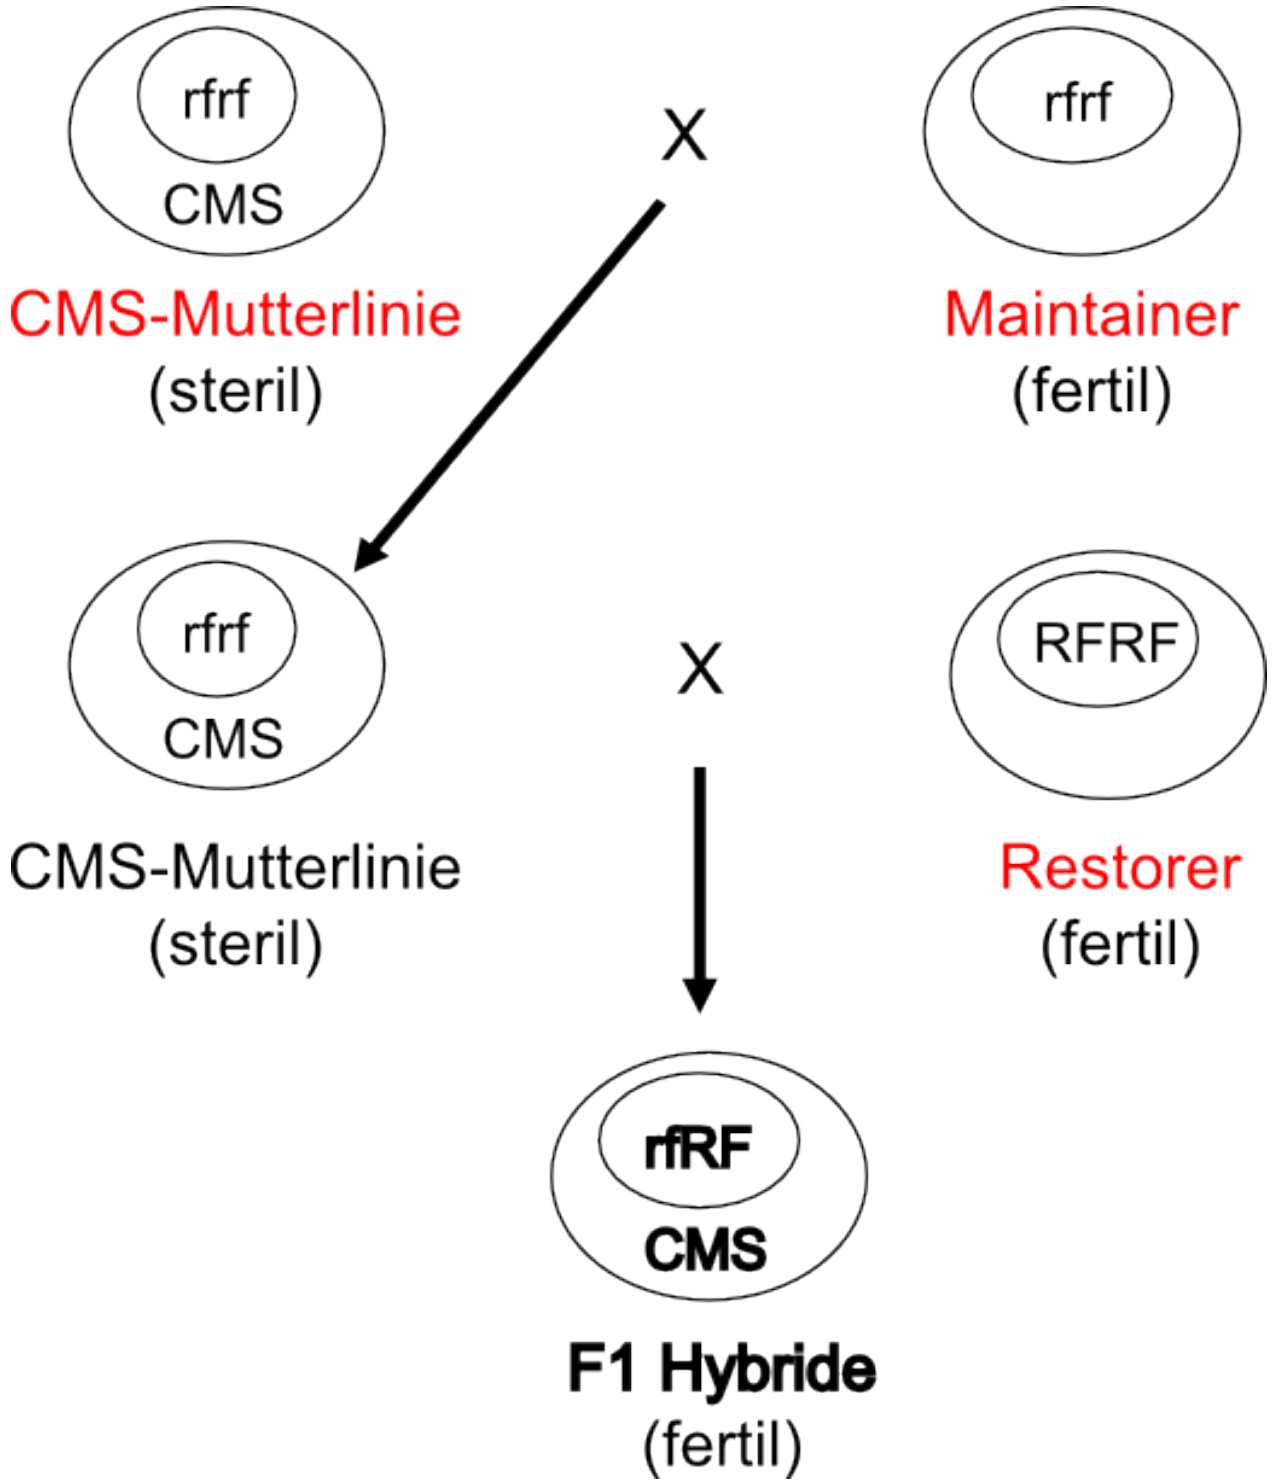 rfrf
CMS
CMS-Mutterlinie
(steril)
X
rfrf
Maintainer
(fertil)
rfrf
CMS
CMS-Mutterlinie
(steril)
X
RFRF
Restorer
(fertil)
rfRF
CMS
F1 Hybride
(fertil)